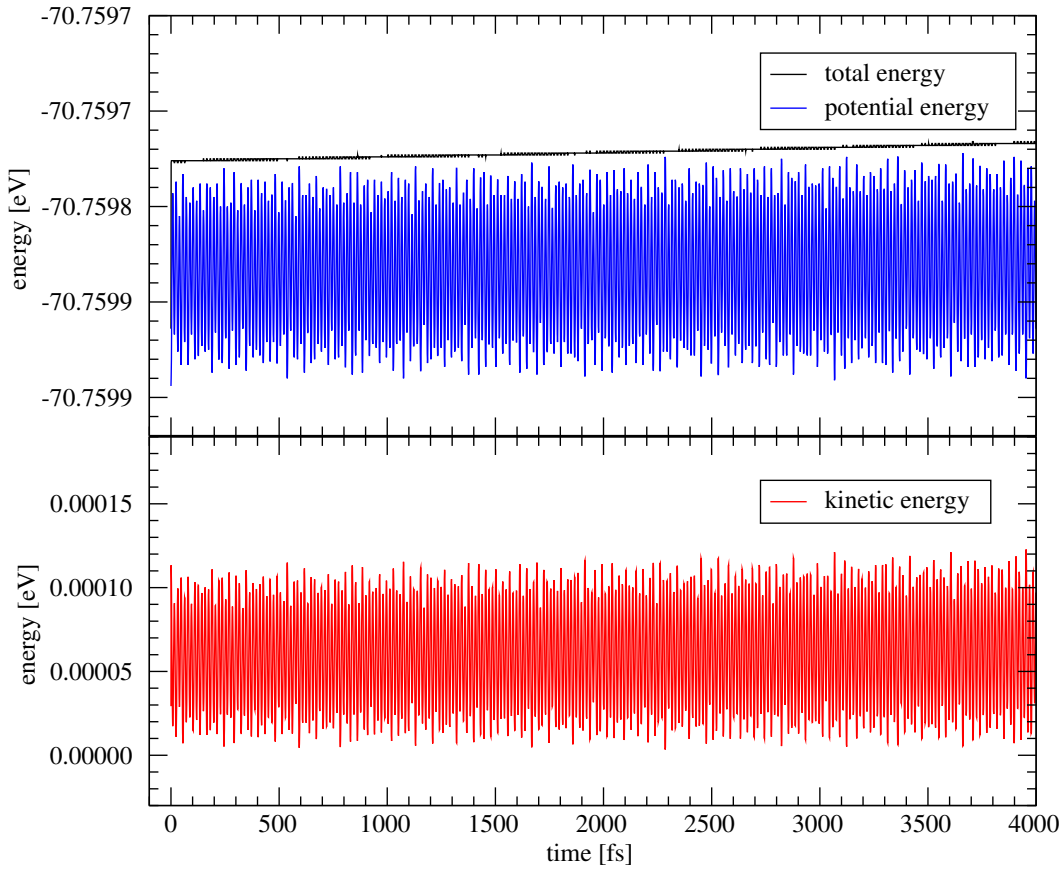 -70.7597
-70.7597
-70.7598
-70.7599
-70.7599
energy [eV]
total energy
potential energy
0.00015
0.00010
0.00005
0.00000
energy [eV]
kinetic energy
0 500 1000 1500 2000 2500 3000 3500 4000
time [fs]